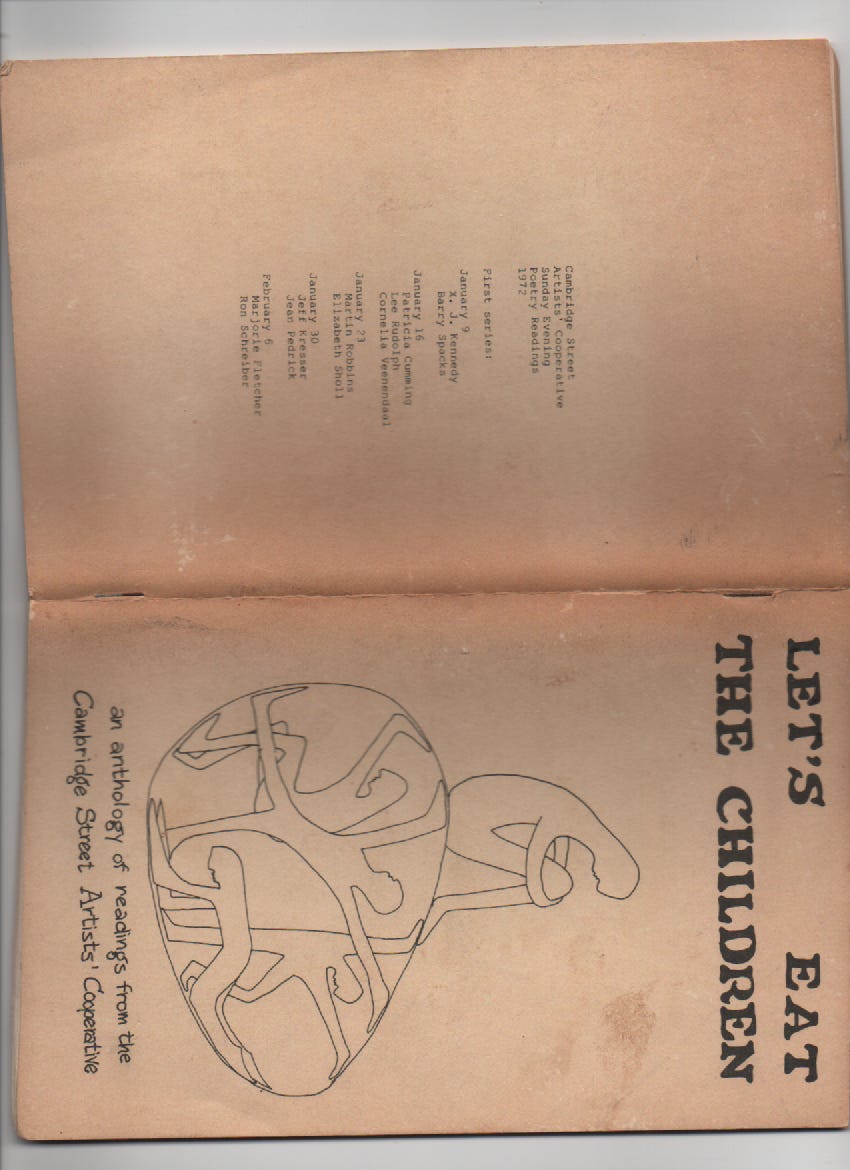 LET'S EAT
THE CHILDREN
an anthology of readings from the
Cambridge Street Artists' Cooperative
Cambridge Street
Artists' Cooperative
Sunday Evening
Poetry Readings
1972
First series:
January 9
X. J. Kennedy
Barry Spacks
January 16
Patricia Cumming
Lee Rudolph
Cornelia Veenendaal
January 23
Martin Robbins
Elizabeth Sholl
January 30
Jeff Kresser
Jean Pedrick
February 6
Marjorie Fletcher
Ron Schreiber